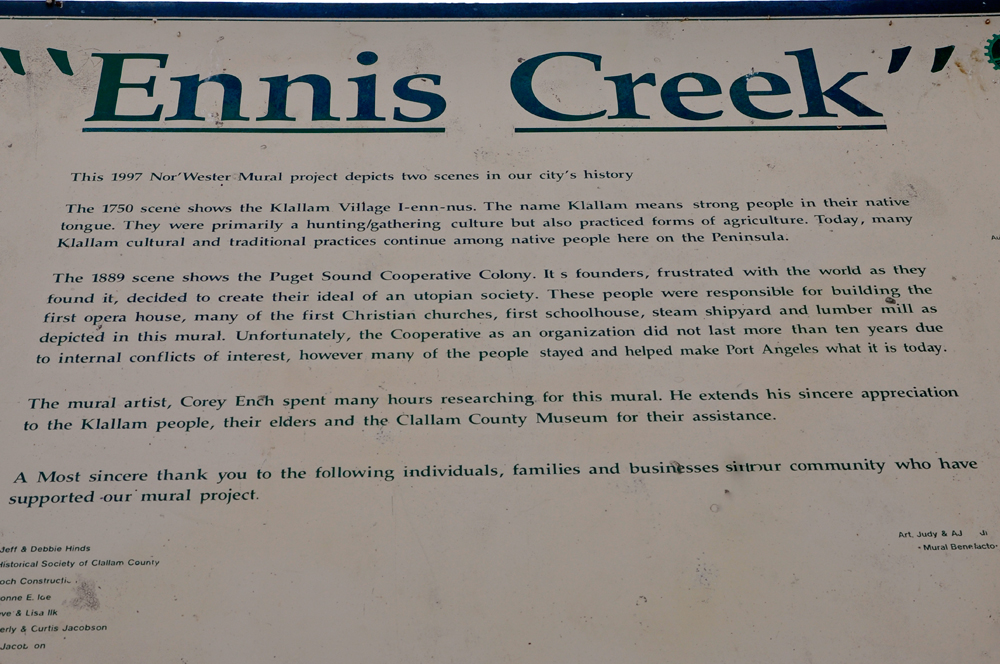 "Ennis Creek"
This 1997 Nor'Wester Mural project depicts two scenes in our city's history
The 1750 scene shows the Klallam Village I-enn-nus. The name Klallam means strong people in their native
tongue. They were primarily a hunting/gathering culture but also practiced forms of agriculture. Today, many
Klallam cultural and traditional practices continue among native people here on the Peninsula.
The 1889 scene shows the Puget Sound Cooperative Colony. It s founders, frustrated with the world as they
found it, decided to create their ideal of an utopian society. These people were responsible for building the
first opera house, many of the first Christian churches, first schoolhouse, steam shipyard and lumber mill as
depicted in this mural. Unfortunately, the Cooperative as an organization did not last more than ten years due
to internal conflicts of interest, however many of the people stayed and helped make Port Angeles what it is today.
The mural artist, Corey Ench spent many hours researching for this mural. He extends his sincere appreciation
to the Klallam people, their elders and the Clallam County Museum for their assistance.
A Most sincere thank you to the following individuals, families and businesses our community who have
supported our mural project.
Jeff & Debbie Hinds
Historical Society of Clallam County
E. Ice
& Lisa Ilk
& Curtis Jacobson
Art, Judy & AJ
- Mural